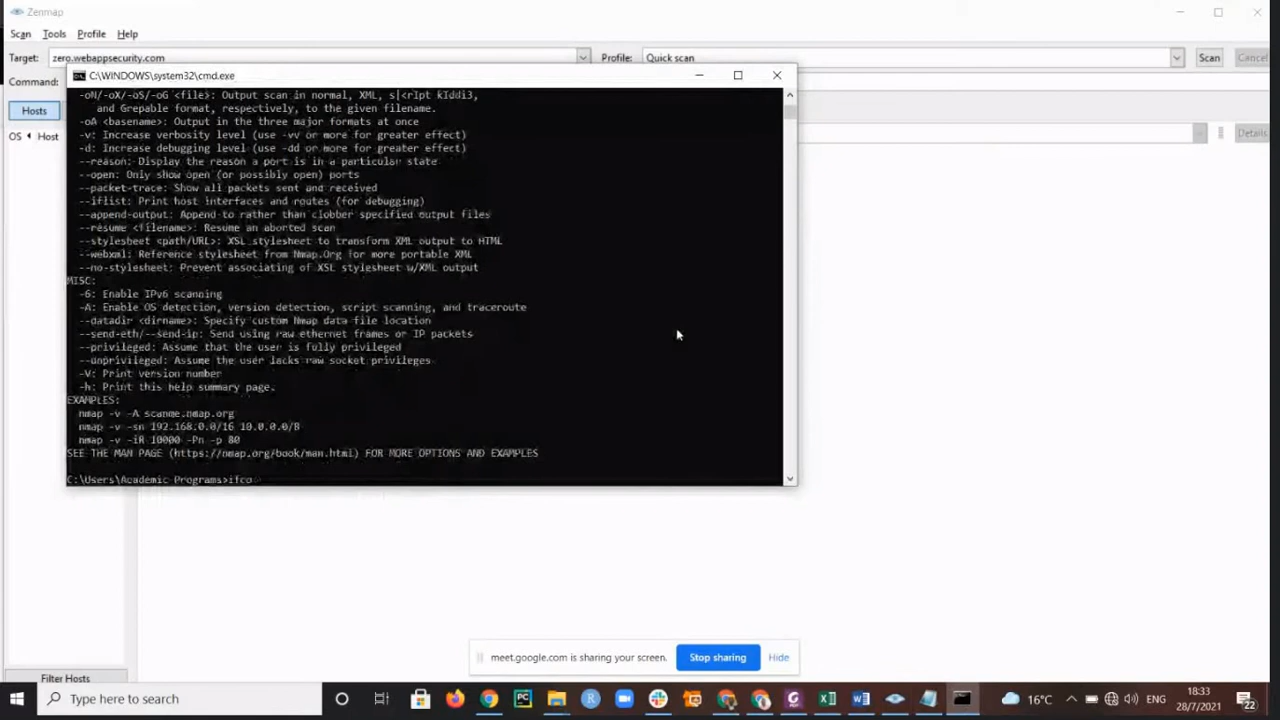 Zenmap
Scan Tools Profile Help
Target: zero.webappsecurity.com Profile: Quick scan Scan Cancel
Command:
C:\WINDOWS\system32\cmd.exe
Hosts
OS Host
Details
-oN/-oX/-oS/-oG <file>: Output scan in normal, XML, s|<rIpt kIddi3,
and Grepable format, respectively, to the given filename.
-oA <basename>: Output in the three major formats at once
-v: Increase verbosity level (use -vv or more for greater effect)
-d: Increase debugging level (use -dd or more for greater effect)
--reason: Display the reason a port is in a particular state
--open: Only show open (or possibly open) ports
--packet-trace: Show all packets sent and received
--iflist: Print host interfaces and routes (for debugging)
--append-output: Append to rather than clobber specified output files
--resume <filename>: Resume an aborted scan
--stylesheet <path/URL>: XSL stylesheet to transform XML output to HTML
--webxml: Reference stylesheet from Nmap.Org for more portable XML
--no-stylesheet: Prevent associating of XSL stylesheet w/XML output
MISC:
-6: Enable IPv6 scanning
-A: Enable OS detection, version detection, script scanning, and traceroute
--datadir <dirname>: Specify custom Nmap data file location
--send-eth/--send-ip: Send using raw ethernet frames or IP packets
--privileged: Assume that the user is fully privileged
--unprivileged: Assume the user lacks raw socket privileges
-V: Print version number
-h: Print this help summary page.
EXAMPLES:
nmap -v -A scanme.nmap.org
nmap -v -sn 192.168.0.0/16 10.0.0.0/8
nmap -v -iR 10000 -Pn -p 80
SEE THE MAN PAGE (https://nmap.org/book/man.html) FOR MORE OPTIONS AND EXAMPLES
C:\Users\Academic Programs>ifco
meet.google.com is sharing your screen. Stop sharing Hide
Filter Hosts
Type here to search
16°C
ENG
18:33
28/7/2021
22